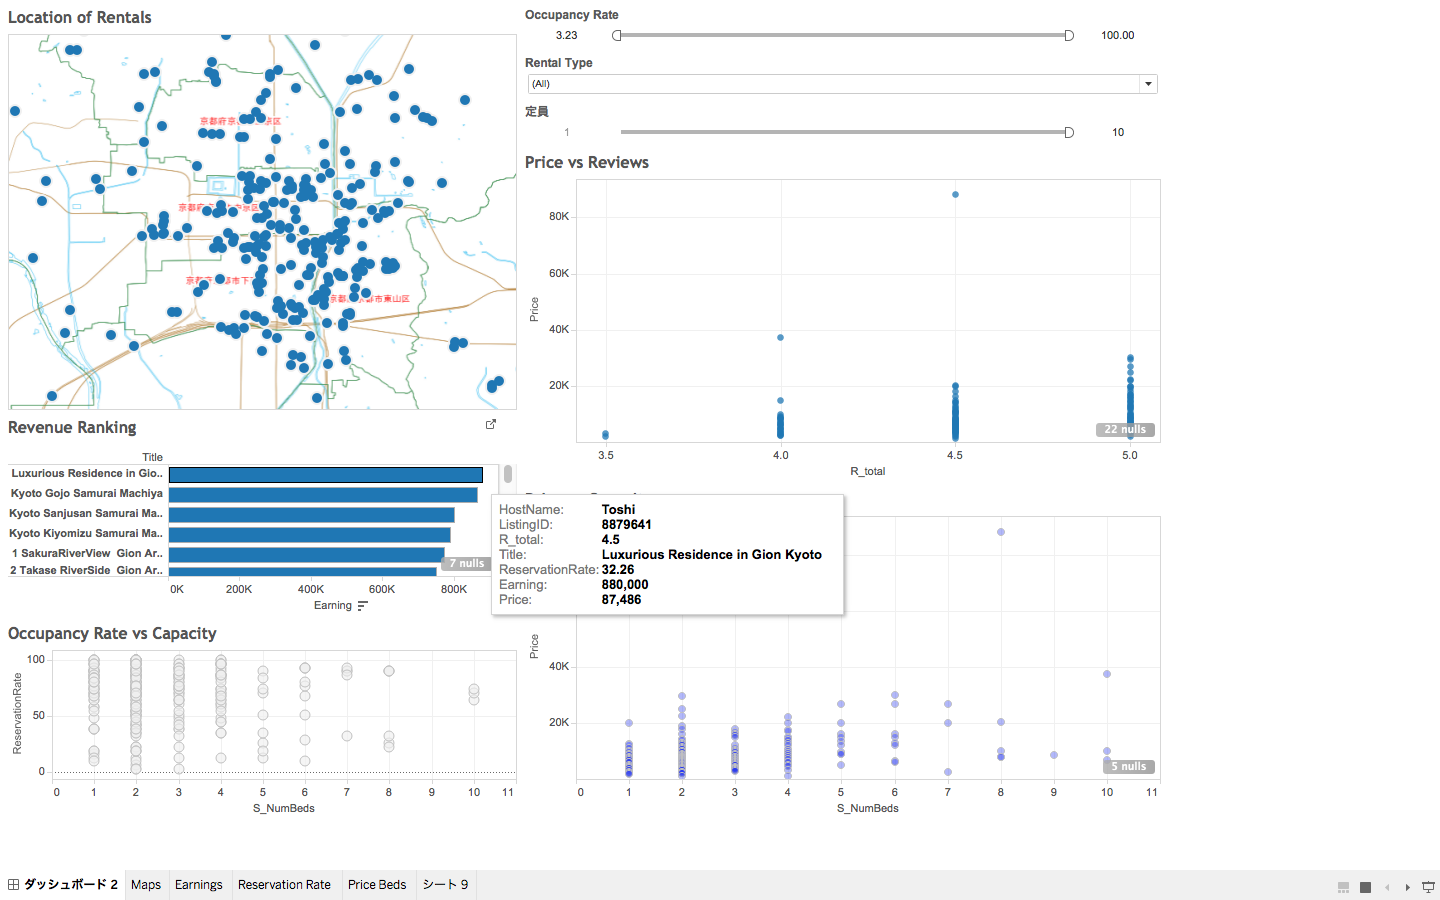 Location of Rentals
Occupancy Rate
3.23
100.00
Rental Type
(All)
定員
1
10
Price vs Reviews
80K
60K
40K
20K
Price
22 nulls
3.5
4.0
4.5
5.0
R_total
Revenue Ranking
Title
Luxurious Residence in Gio..
Kyoto Gojo Samurai Machiya
Kyoto Sanjusan Samurai Ma..
Kyoto Kiyomizu Samurai Ma..
1 SakuraRiverView Gion Ar..
2 Takase RiverSide Gion Ar..
7 nulls
0K
200K
400K
600K
800K
Earning
HostName: Toshi
ListingID: 8879641
R_total: 4.5
Title: Luxurious Residence in Gion Kyoto
ReservationRate: 32.26
Earning: 880,000
Price: 87,486
Occupancy Rate vs Capacity
100
50
0
ReservationRate
0 1 2 3 4 5 6 7 8 9 10 11
S_NumBeds
Price
40K
20K
5 nulls
0 1 2 3 4 5 6 7 8 9 10 11
S_NumBeds
ダッシュボード 2
Maps
Earnings
Reservation Rate
Price Beds
シート 9